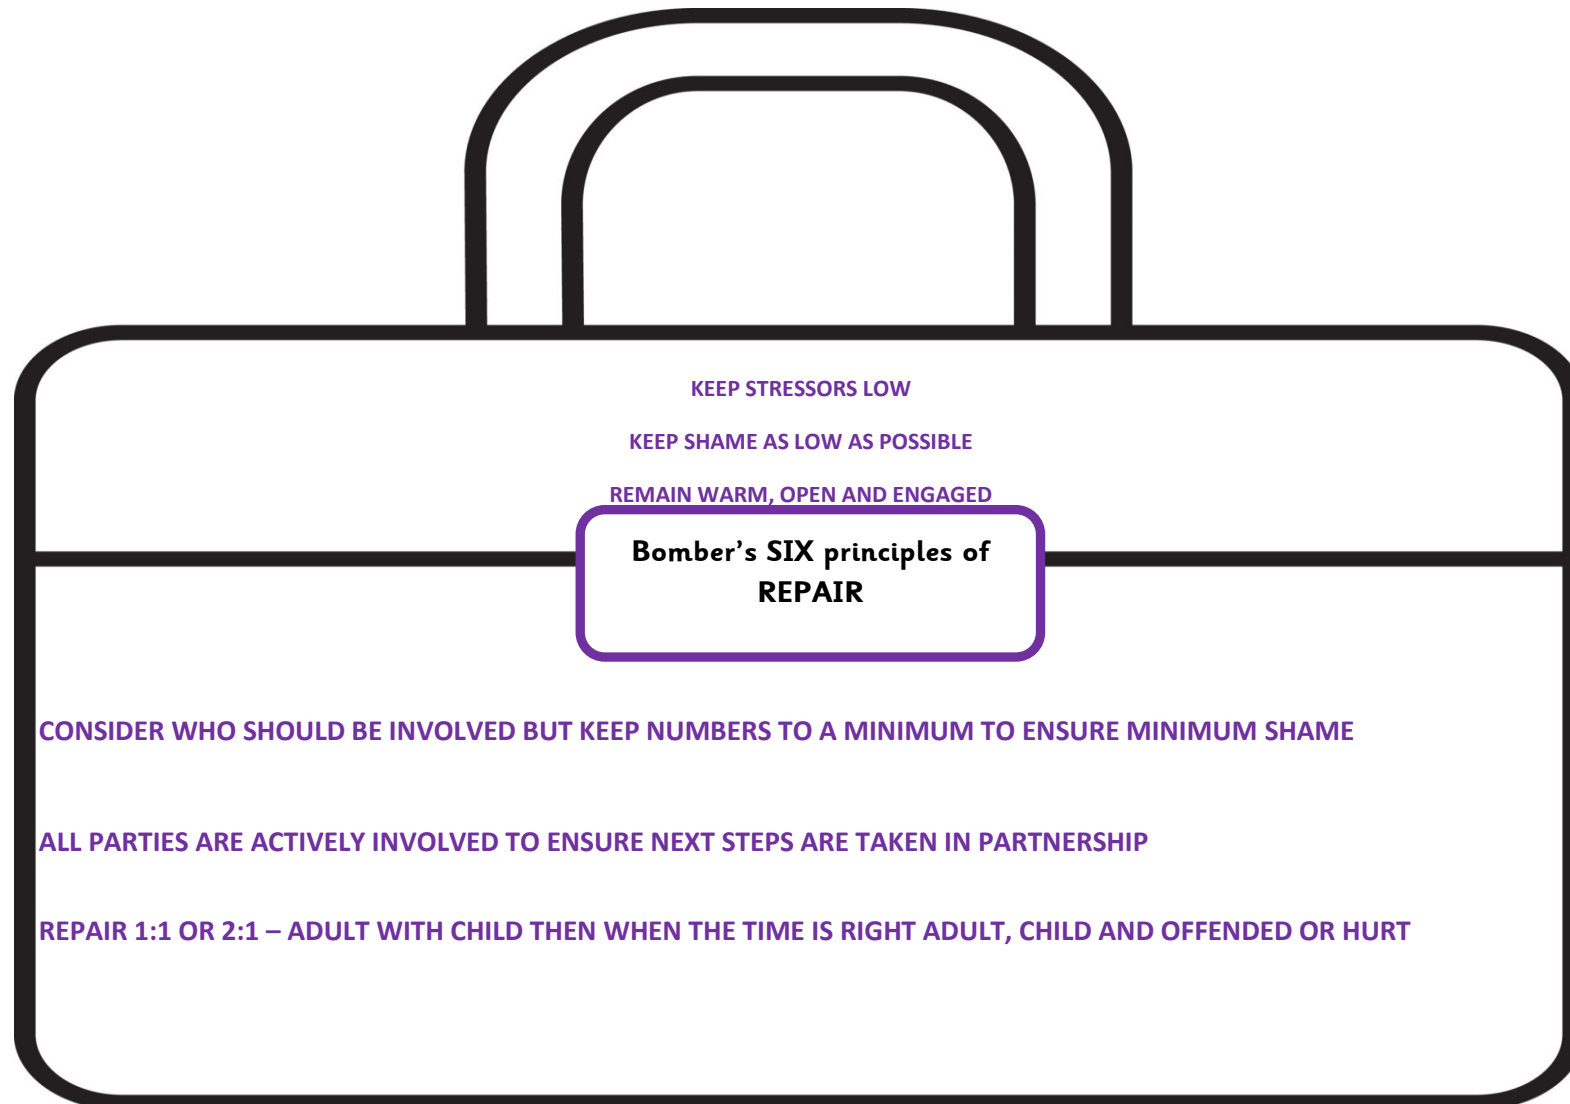 KEEP STRESSORS LOW
KEEP SHAME AS LOW AS POSSIBLE
REMAIN WARM, OPEN AND ENGAGED
Bomber’s SIX principles of
REPAIR
CONSIDER WHO SHOULD BE INVOLVED BUT KEEP NUMBERS TO A MINIMUM TO ENSURE MINIMUM SHAME
ALL PARTIES ARE ACTIVELY INVOLVED TO ENSURE NEXT STEPS ARE TAKEN IN PARTNERSHIP
REPAIR 1:1 OR 2:1 – ADULT WITH CHILD THEN WHEN THE TIME IS RIGHT ADULT, CHILD AND OFFENDED OR HURT